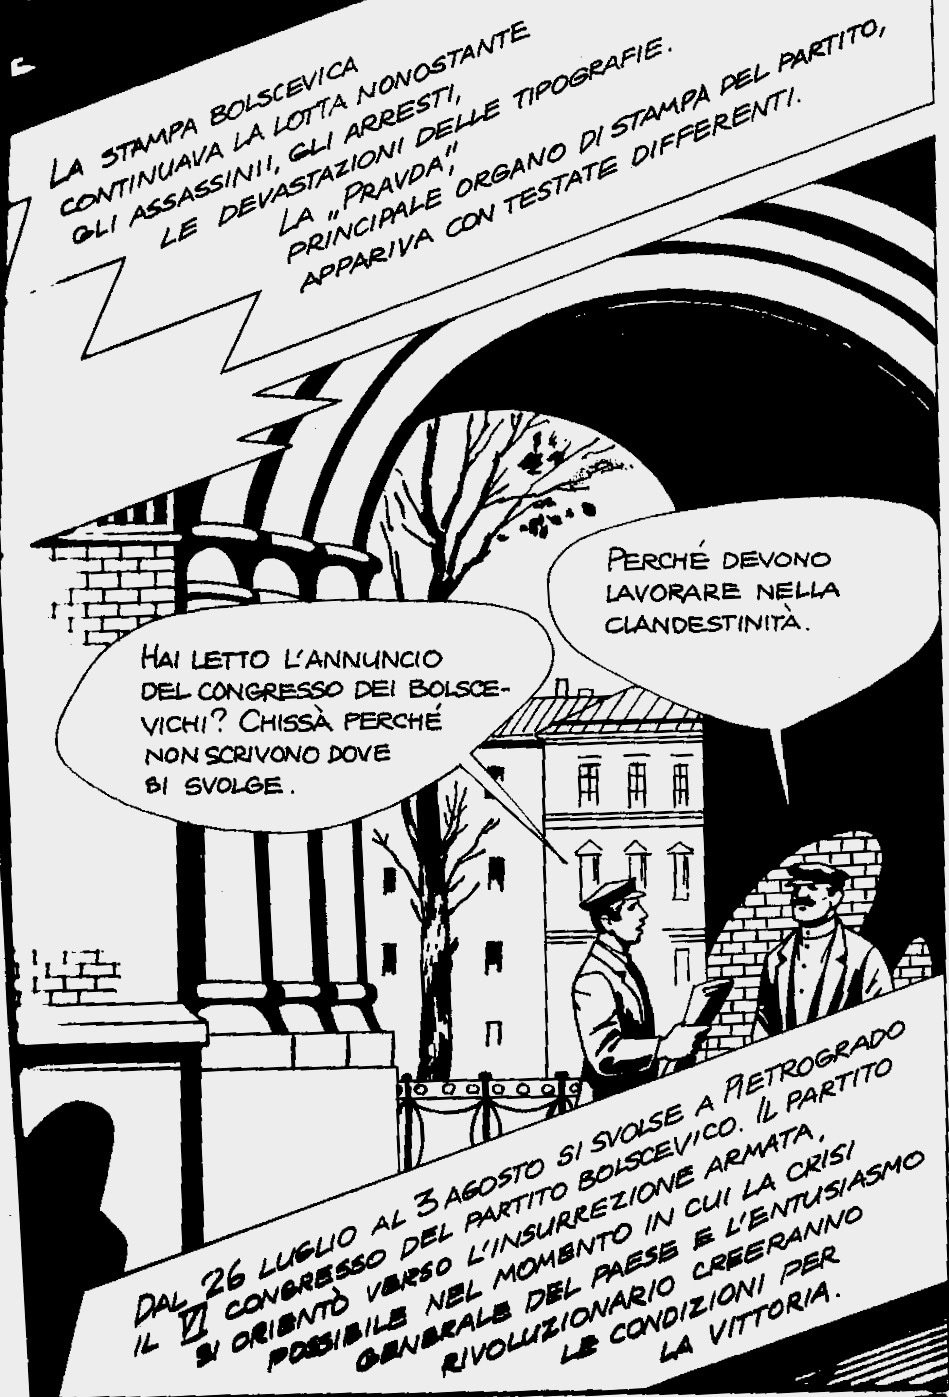 LA STAMPA BOLSCEVICA
CONTINUAVA LA LOTTA NONOSTANTE
GLI ASSASSINII, GLI ARRESTI,
LE DEVASTAZIONI DELLE TIPOGRAFIE.
LA „PRAVDA”,
PRINCIPALE ORGANO DI STAMPA DEL PARTITO,
APPARIVA CON TESTATE DIFFERENTI.
PERCHÉ DEVONO
LAVORARE NELLA
CLANDESTINITÀ.
HAI LETTO L'ANNUNCIO
DEL CONGRESSO DEI BOLSCE-
VICHI? CHISSÀ PERCHÉ
NON SCRIVONO DOVE
SI SVOLGE.
DAL 26 LUGLIO AL 3 AGOSTO SI SVOLSE A PIETROGRADO
IL VI CONGRESSO DEL PARTITO BOLSCEVICO. IL PARTITO
SI ORIENTÒ VERSO L'INSURREZIONE ARMATA,
POSSIBILE NEL MOMENTO IN CUI LA CRISI
GENERALE DEL PAESE E L'ENTUSIASMO
RIVOLUZIONARIO CREERANNO
LE CONDIZIONI PER
LA VITTORIA.